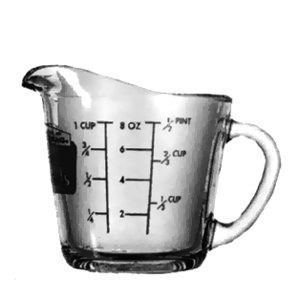 1 CUP 8 OZ 1/2 PINT
3/4 6 2/3 CUP
1/2 4
1/3 CUP
1/4 2